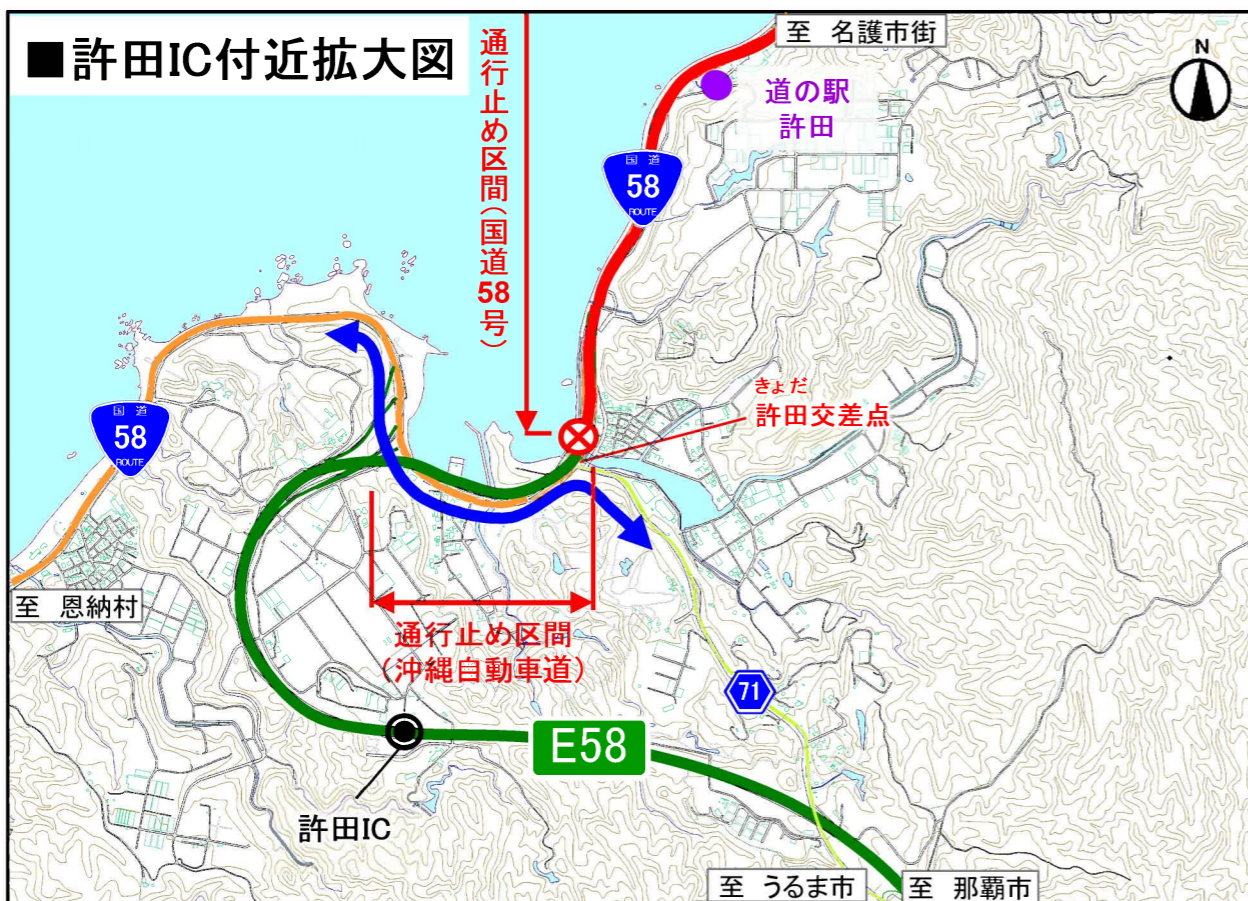 ■許田IC付近拡大図
通行止め区間(国道58号)
至 名護市街
N
道の駅
許田
国道
58
ROUTE
きょだ
許田交差点
国道
58
ROUTE
至 恩納村
通行止め区間
(沖縄自動車道)
71
E58
許田IC
至 うるま市
至 那覇市